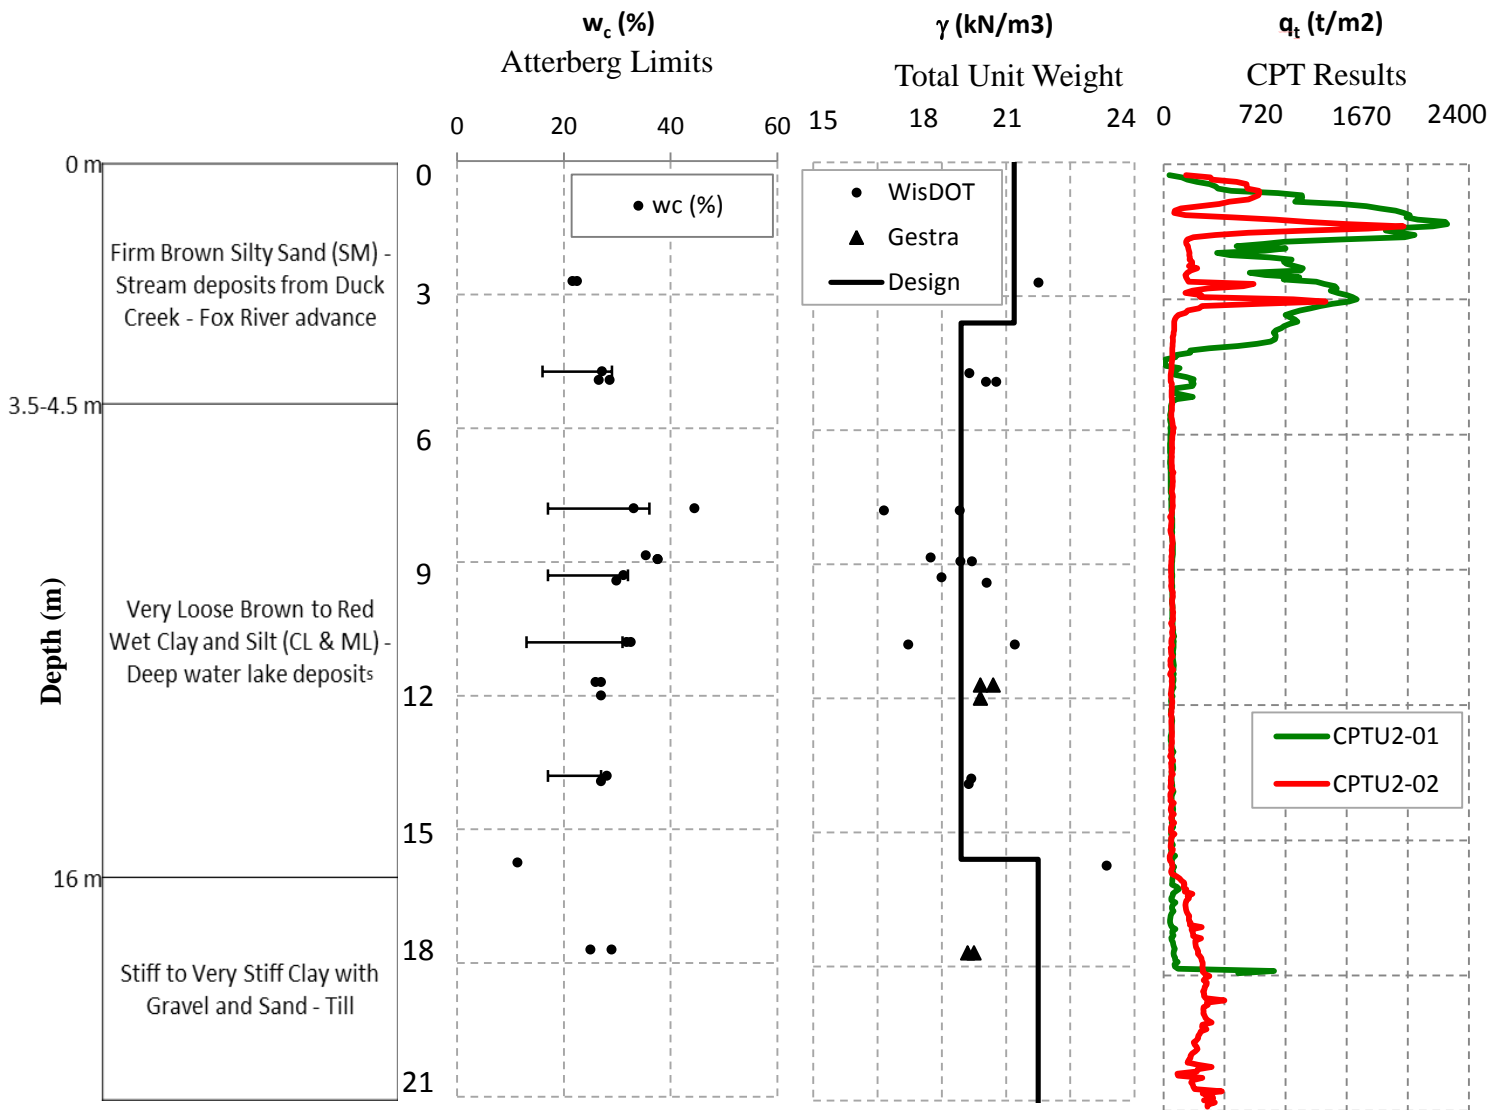 w_c (%)
Atterberg Limits
γ (kN/m3)
Total Unit Weight
q_t (t/m2)
CPT Results
0 20 40 60
15 18 21 24
0 720 1670 2400
0 m
3.5-4.5 m
16 m
Depth (m)
Firm Brown Silty Sand (SM) -
Stream deposits from Duck
Creek - Fox River advance
Very Loose Brown to Red
Wet Clay and Silt (CL & ML) -
Deep water lake deposits
Stiff to Very Stiff Clay with
Gravel and Sand - Till
0
3
6
9
12
15
18
21
wc (%)
WisDOT
Gestra
Design
CPTU2-01
CPTU2-02